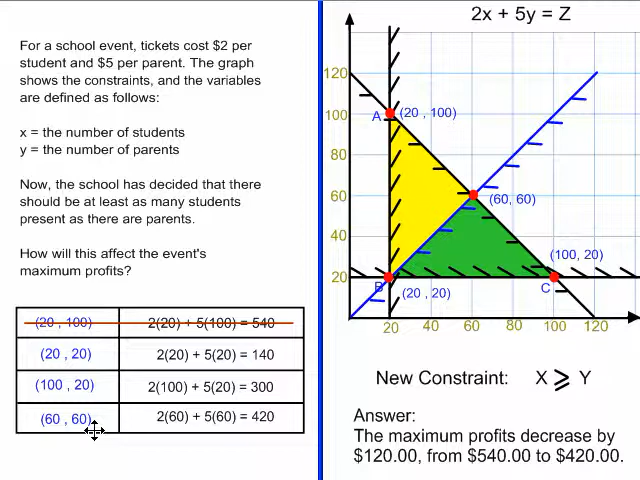 For a school event, tickets cost $2 per
student and $5 per parent. The graph
shows the constraints, and the variables
are defined as follows:
x = the number of students
y = the number of parents
Now, the school has decided that there
should be at least as many students
present as there are parents.
How will this affect the event's
maximum profits?
(20 , 100) 2(20) + 5(100) = 540
(20 , 20) 2(20) + 5(20) = 140
(100 , 20) 2(100) + 5(20) = 300
(60 , 60) 2(60) + 5(60) = 420
2x + 5y = Z
120
100
80
60
40
20
A (20 , 100)
(60, 60)
(100, 20)
B (20 , 20) C
20 40 60 80 100 120
New Constraint: X ⩾ Y
Answer:
The maximum profits decrease by
$120.00, from $540.00 to $420.00.